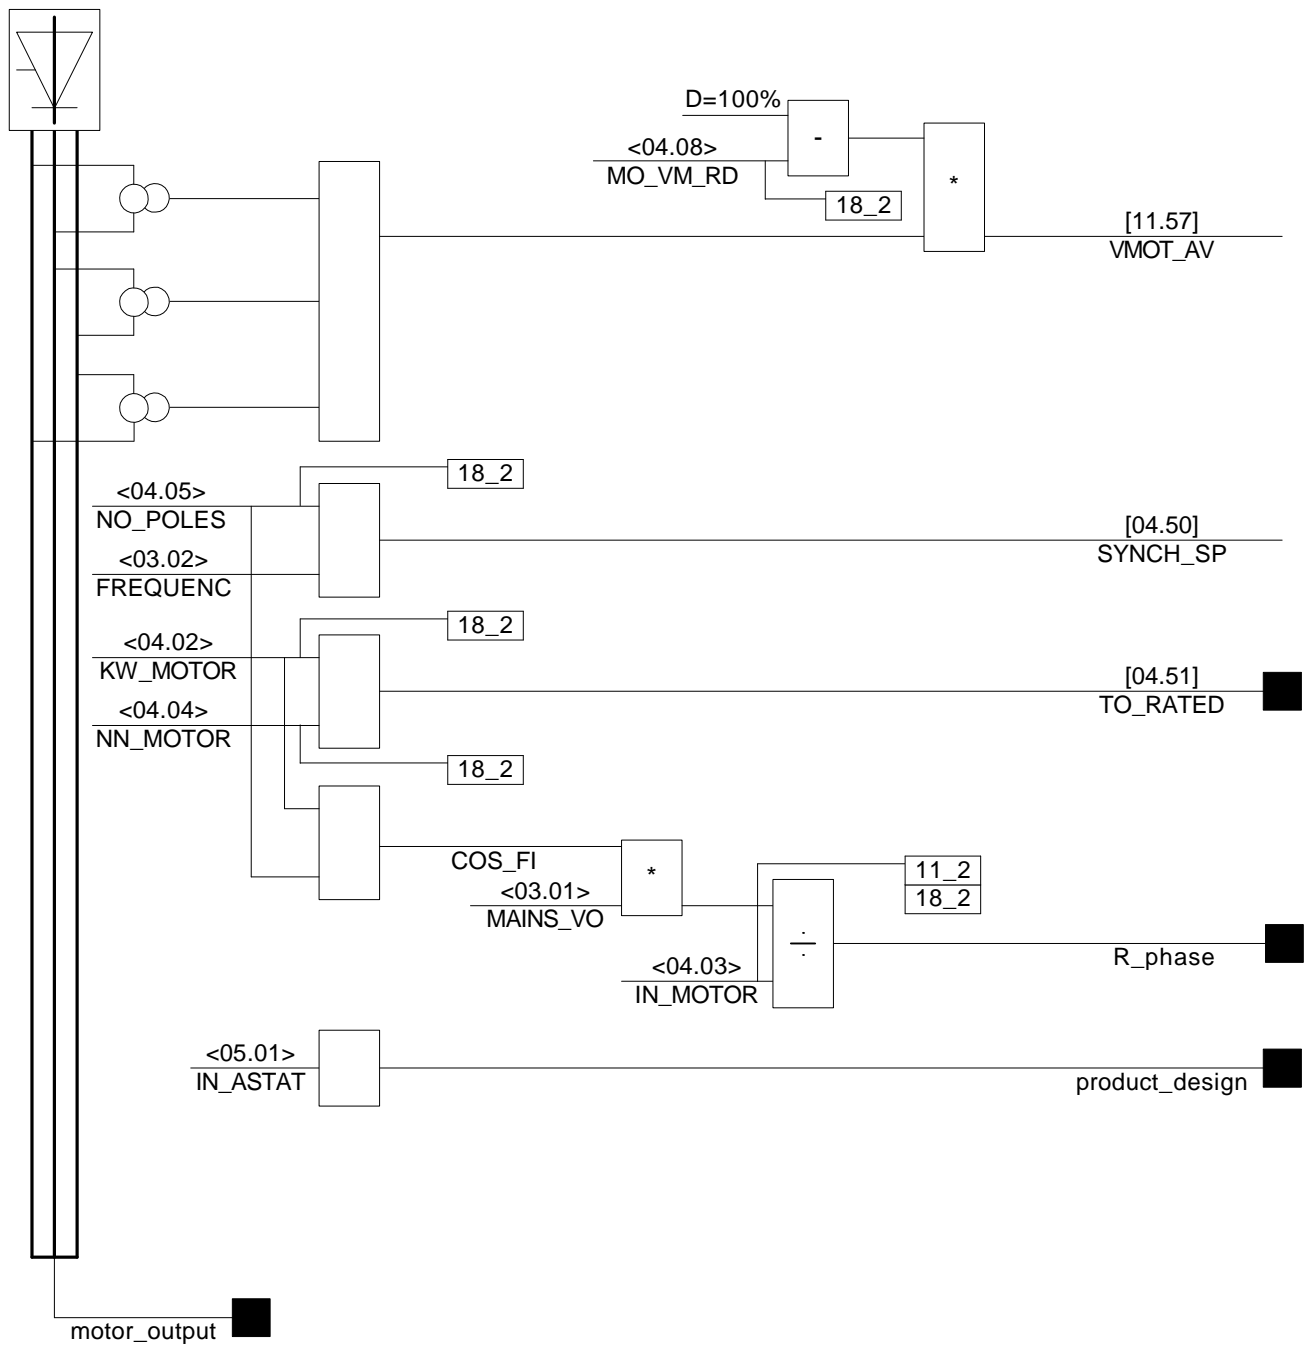 D=100%
-
<04.08>
MO_VM_RD
18_2
*
[11.57]
VMOT_AV
18_2
<04.05>
NO_POLES
[04.50]
SYNCH_SP
<03.02>
FREQUENC
18_2
<04.02>
KW_MOTOR
[04.51]
TO_RATED
<04.04>
NN_MOTOR
18_2
COS_FI
*
<03.01>
MAINS_VO
11_2
18_2
÷
R_phase
<04.03>
IN_MOTOR
<05.01>
IN_ASTAT
product_design
motor_output